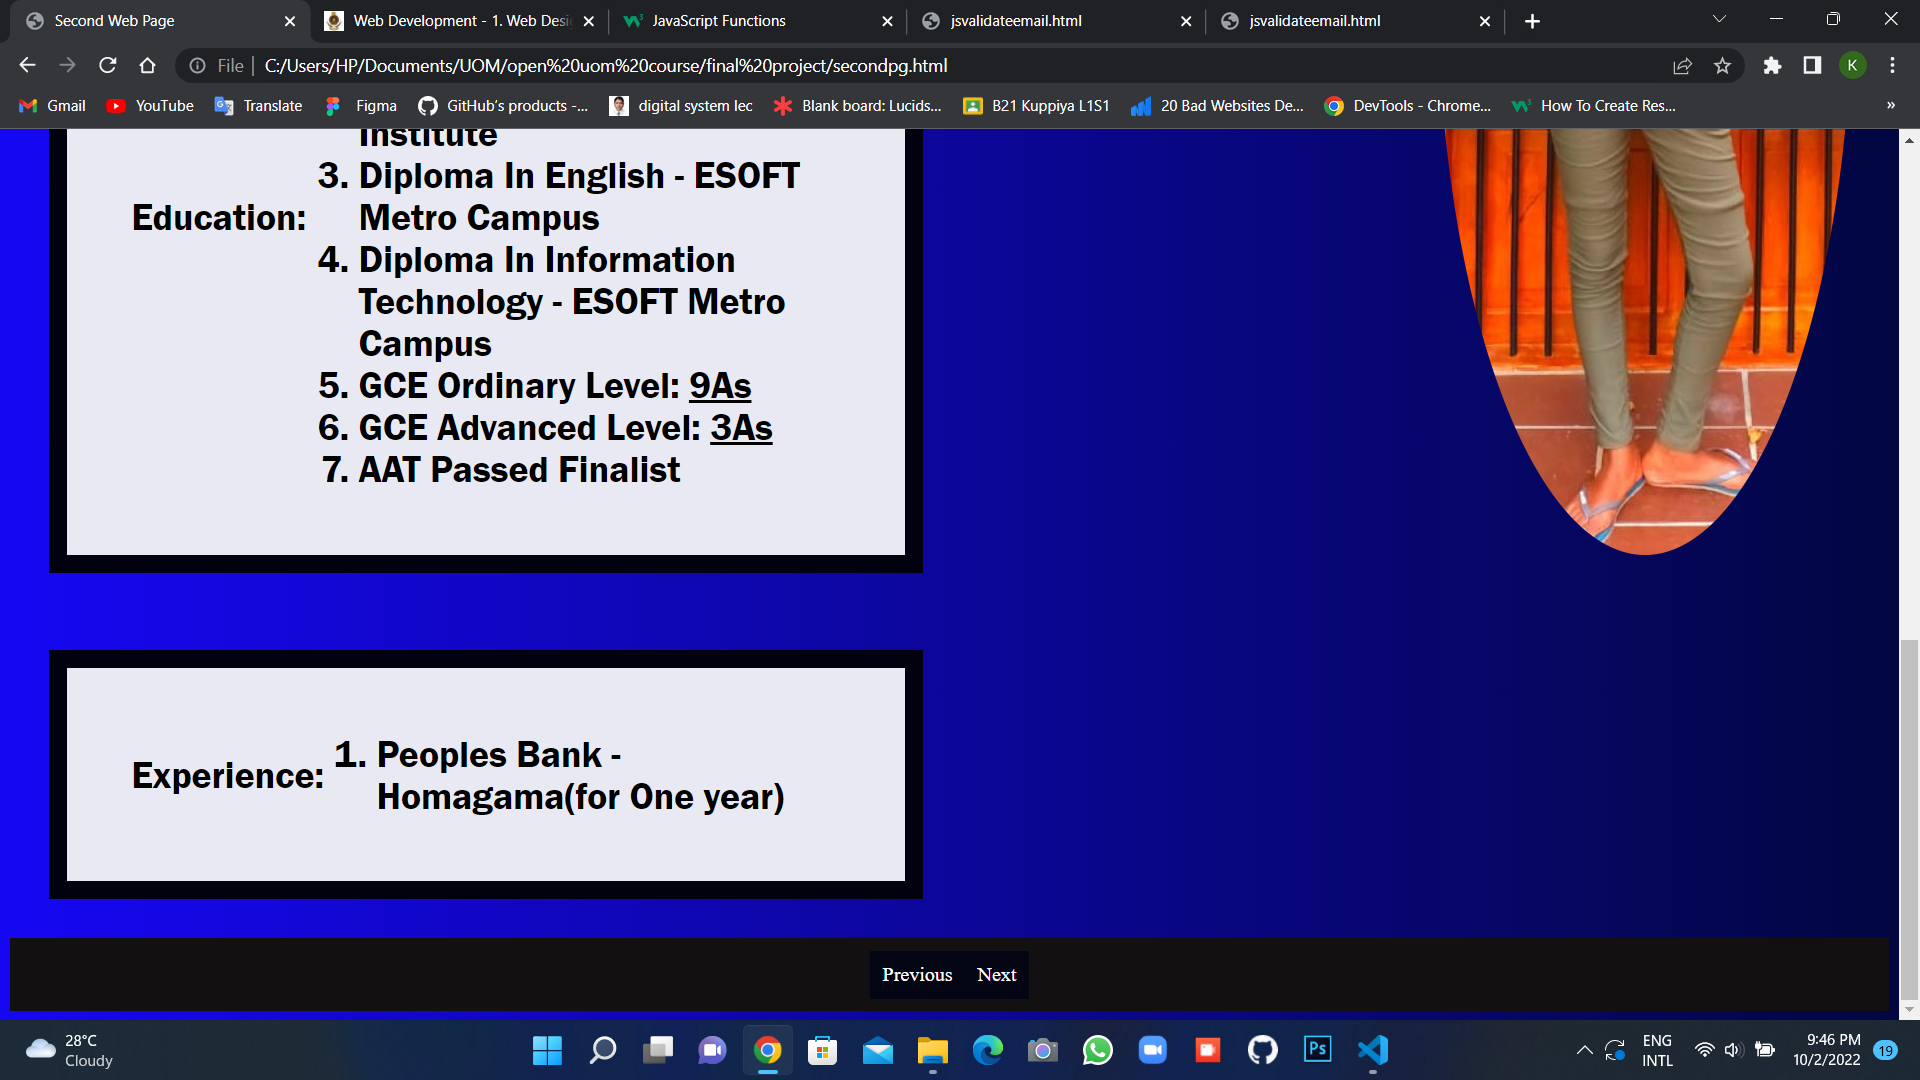 Second Web Page
Web Development - 1. Web Desi
JavaScript Functions
jsvalidateemail.html
jsvalidateemail.html
File C:/Users/HP/Documents/UOM/open%20uom%20course/final%20project/secondpg.html
K
Gmail
YouTube
Translate
Figma
GitHub's products -...
digital system lec
Blank board: Lucids...
B21 Kuppiya L1S1
20 Bad Websites De...
DevTools - Chrome...
How To Create Res...
»
Institute
3. Diploma In English - ESOFT
Metro Campus
Education:
4. Diploma In Information
Technology - ESOFT Metro
Campus
5. GCE Ordinary Level: 9As
6. GCE Advanced Level: 3As
7. AAT Passed Finalist
Experience:
1. Peoples Bank -
Homagama(for One year)
Previous Next
28°C
Cloudy
Ps
ENG
INTL
9:46 PM
10/2/2022
19